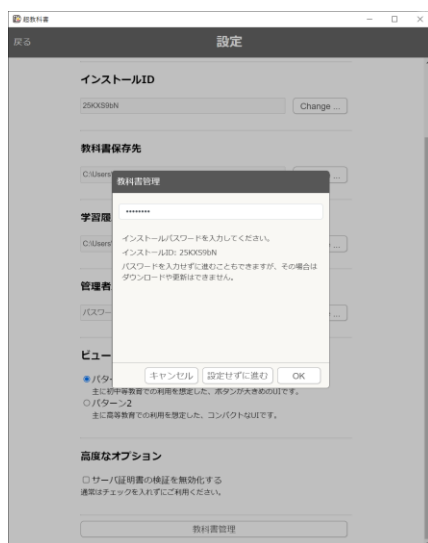 超教科書
戻る
設定
インストールID
25KXS9bN
Change ...
教科書保存先
C:\Users
...
教科書管理
********
学習履
インストールパスワードを入力してください。
インストールID: 25KXS9bN
C:\Users
...
パスワードを入力せずに進むこともできますが、その場合は
ダウンロードや更新はできません。
管理者
パスワー
...
ビュー
キャンセル
設定せずに進む
OK
パタ
主に初中等教育での利用を想定した、ボタンが大きめのUIです。
パターン2
主に高等教育での利用を想定した、コンパクトなUIです。
高度なオプション
サーバ証明書の検証を無効化する
通常はチェックを入れずにご利用ください。
教科書管理